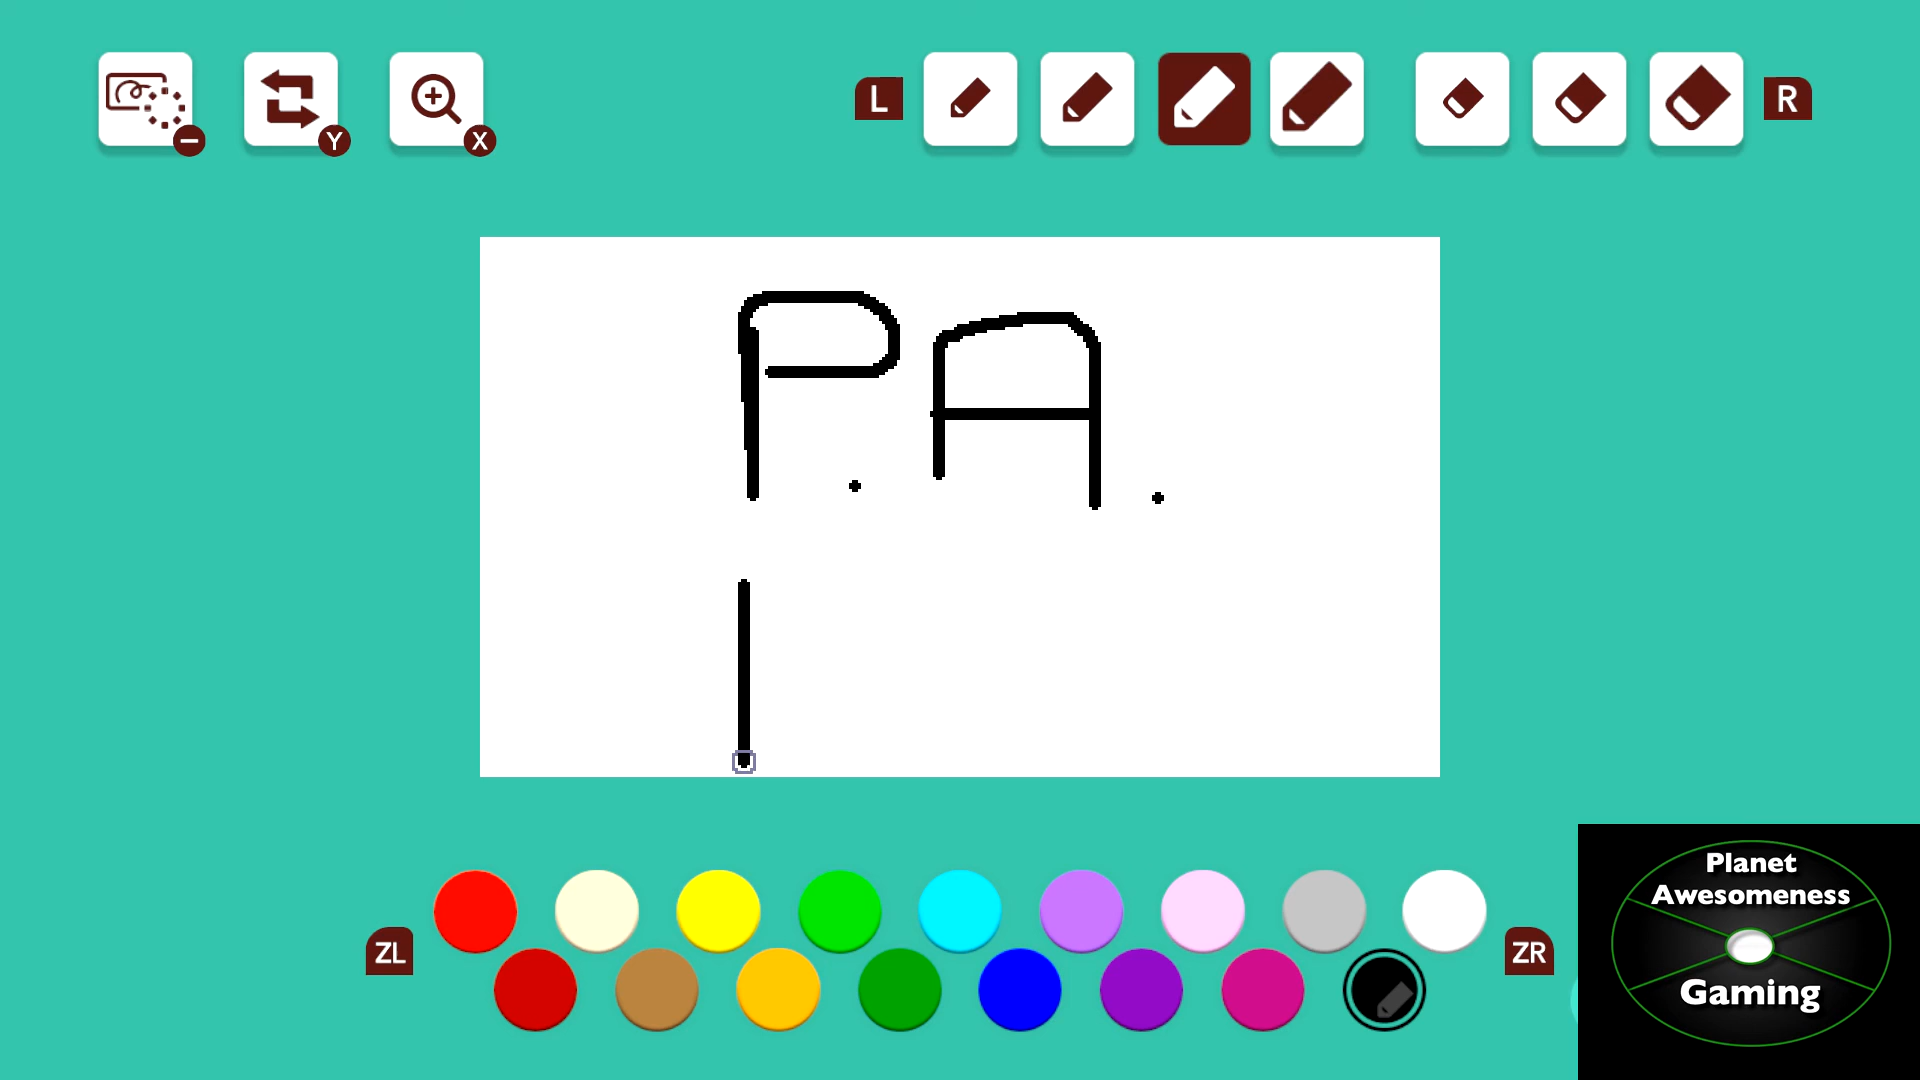 L R
Y X
P.A.
ZL ZR
Planet
Awesomeness
Gaming